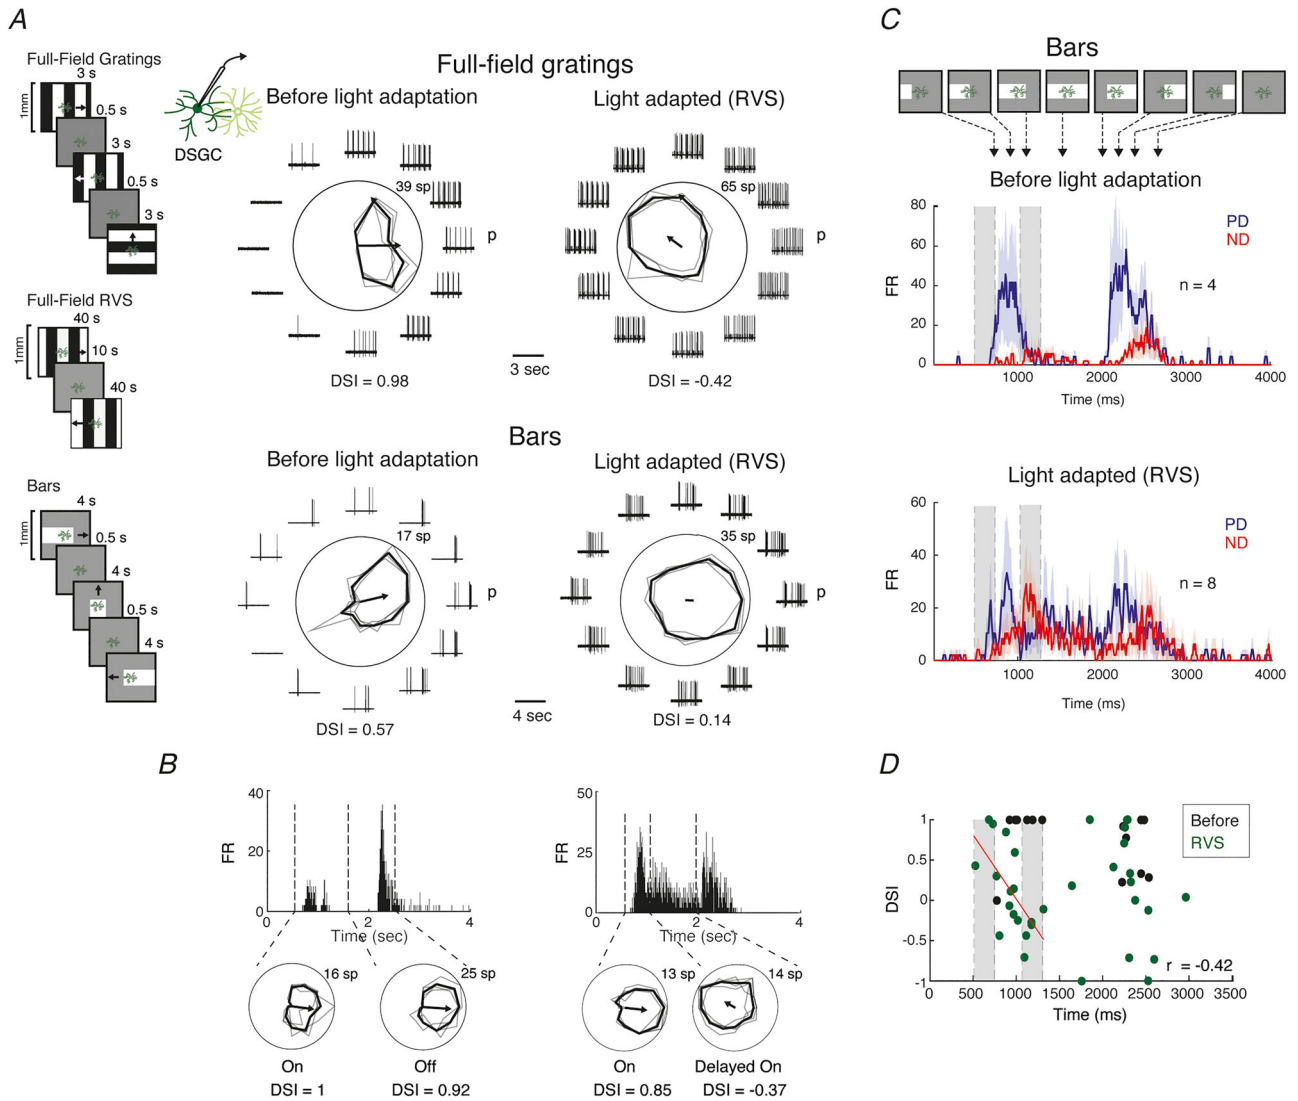 A
Full-Field Gratings
3 s
1mm
0.5 s
3 s
0.5 s
3 s
DSGC
Full-field gratings
Before light adaptation
39 sp
p
DSI = 0.98
Light adapted (RVS)
65 sp
p
DSI = -0.42
3 sec
Full-Field RVS
40 s
1mm
10 s
40 s
Bars
4 s
1mm
0.5 s
4 s
0.5 s
4 s
Bars
Before light adaptation
17 sp
p
DSI = 0.57
Light adapted (RVS)
35 sp
p
DSI = 0.14
4 sec
B
40
20
0
FR
0
2
4
Time (sec)
16 sp
25 sp
On
Off
DSI = 1
DSI = 0.92
50
25
0
FR
0
2
4
Time (sec)
13 sp
14 sp
On
Delayed On
DSI = 0.85
DSI = -0.37
C
Bars
Before light adaptation
80
60
40
20
0
FR
PD
ND
n = 4
1000
2000
3000
4000
Time (ms)
Light adapted (RVS)
60
40
20
0
FR
PD
ND
n = 8
1000
2000
3000
4000
Time (ms)
D
1
0.5
0
-0.5
-1
DSI
Before
RVS
r = -0.42
0
500
1000
1500
2000
2500
3000
3500
Time (ms)